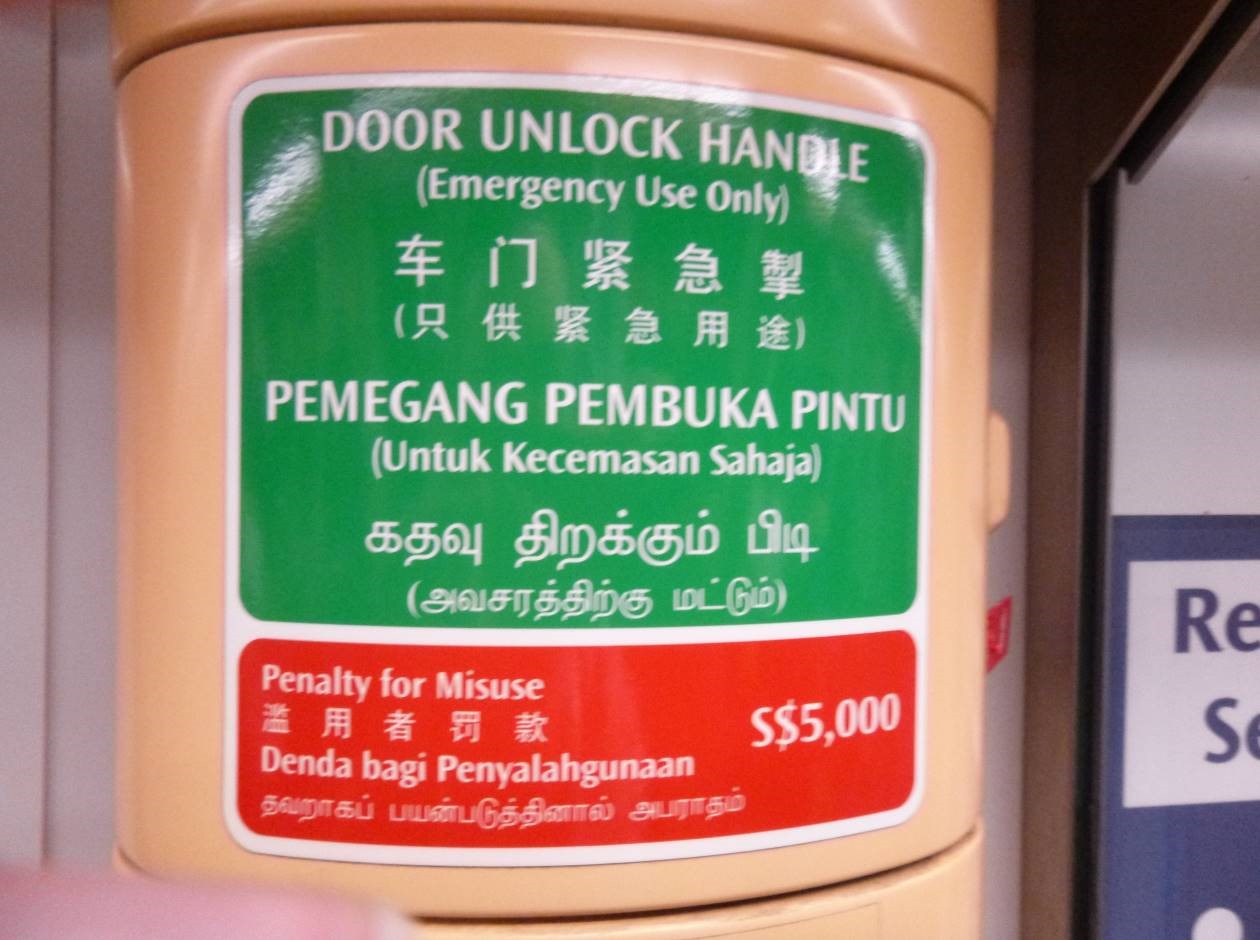 DOOR UNLOCK HANDLE
(Emergency Use Only)
车门紧急掣
(只供紧急用途)
PEMEGANG PEMBUKA PINTU
(Untuk Kecemasan Sahaja)
கதவு திறக்கும் பிடி
(அவசரத்திற்கு மட்டும்)
Penalty for Misuse
滥用者罚款
Denda bagi Penyalahgunaan
தவறாகப் பயன்படுத்தினால் அபராதம்
S$5,000
Re
Se